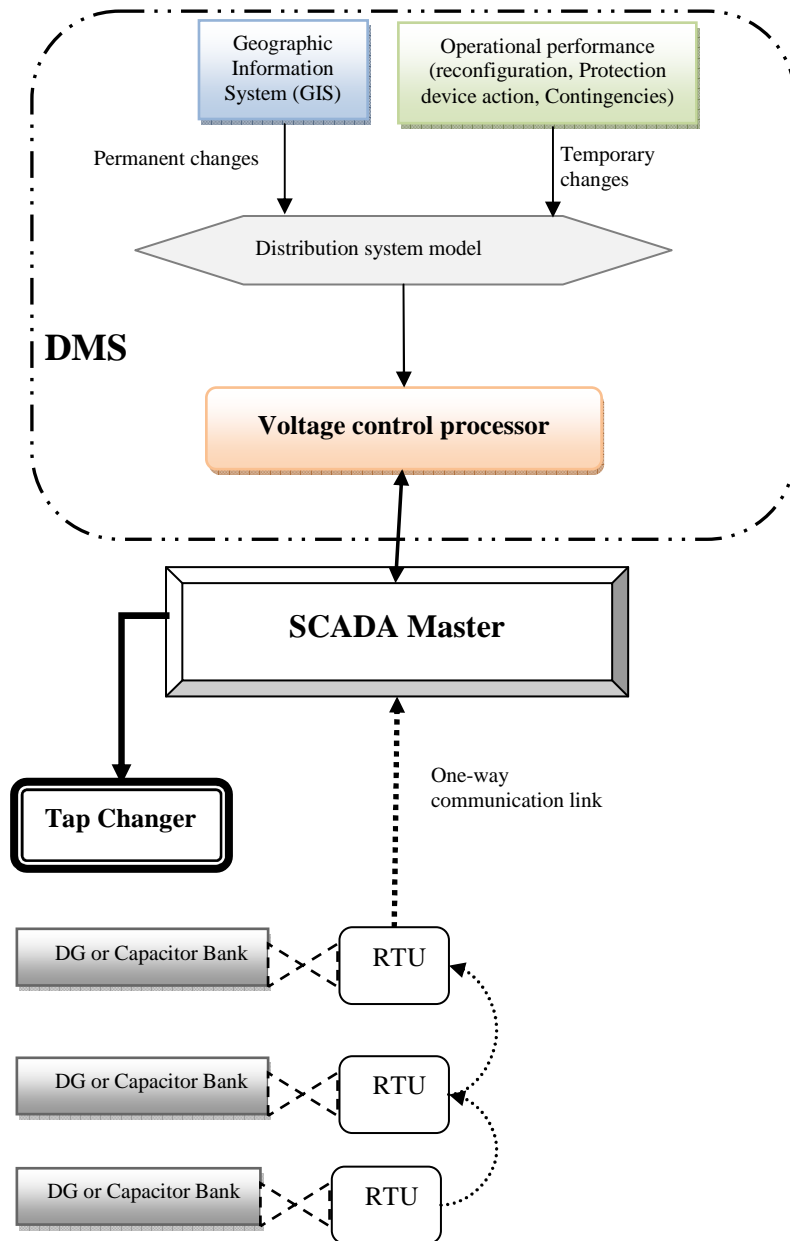 Geographic
Information
System (GIS)
Operational performance
(reconfiguration, Protection
device action, Contingencies)
Permanent changes
Temporary
changes
Distribution system model
DMS
Voltage control processor
SCADA Master
One-way
communication link
Tap Changer
DG or Capacitor Bank
RTU
DG or Capacitor Bank
RTU
DG or Capacitor Bank
RTU